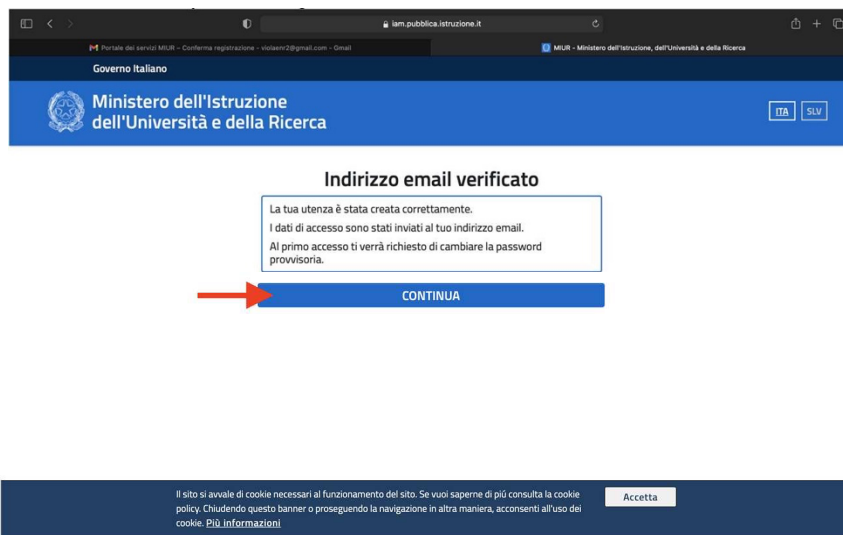 iam.pubblica.istruzione.it
Portale dei servizi MIUR – Conferma registrazione - violaenr2@gmail.com - Gmail
MIUR - Ministero dell'Istruzione, dell'Università e della Ricerca
Governo Italiano
Ministero dell'Istruzione
dell'Università e della Ricerca
ITA SLV
Indirizzo email verificato
La tua utenza è stata creata correttamente.
I dati di accesso sono stati inviati al tuo indirizzo email.
Al primo accesso ti verrà richiesto di cambiare la password
provvisoria.
CONTINUA
Il sito si avvale di cookie necessari al funzionamento del sito. Se vuoi saperne di piú consulta la cookie
policy. Chiudendo questo banner o proseguendo la navigazione in altra maniera, acconsenti all'uso dei
cookie. Più informazioni
Accetta